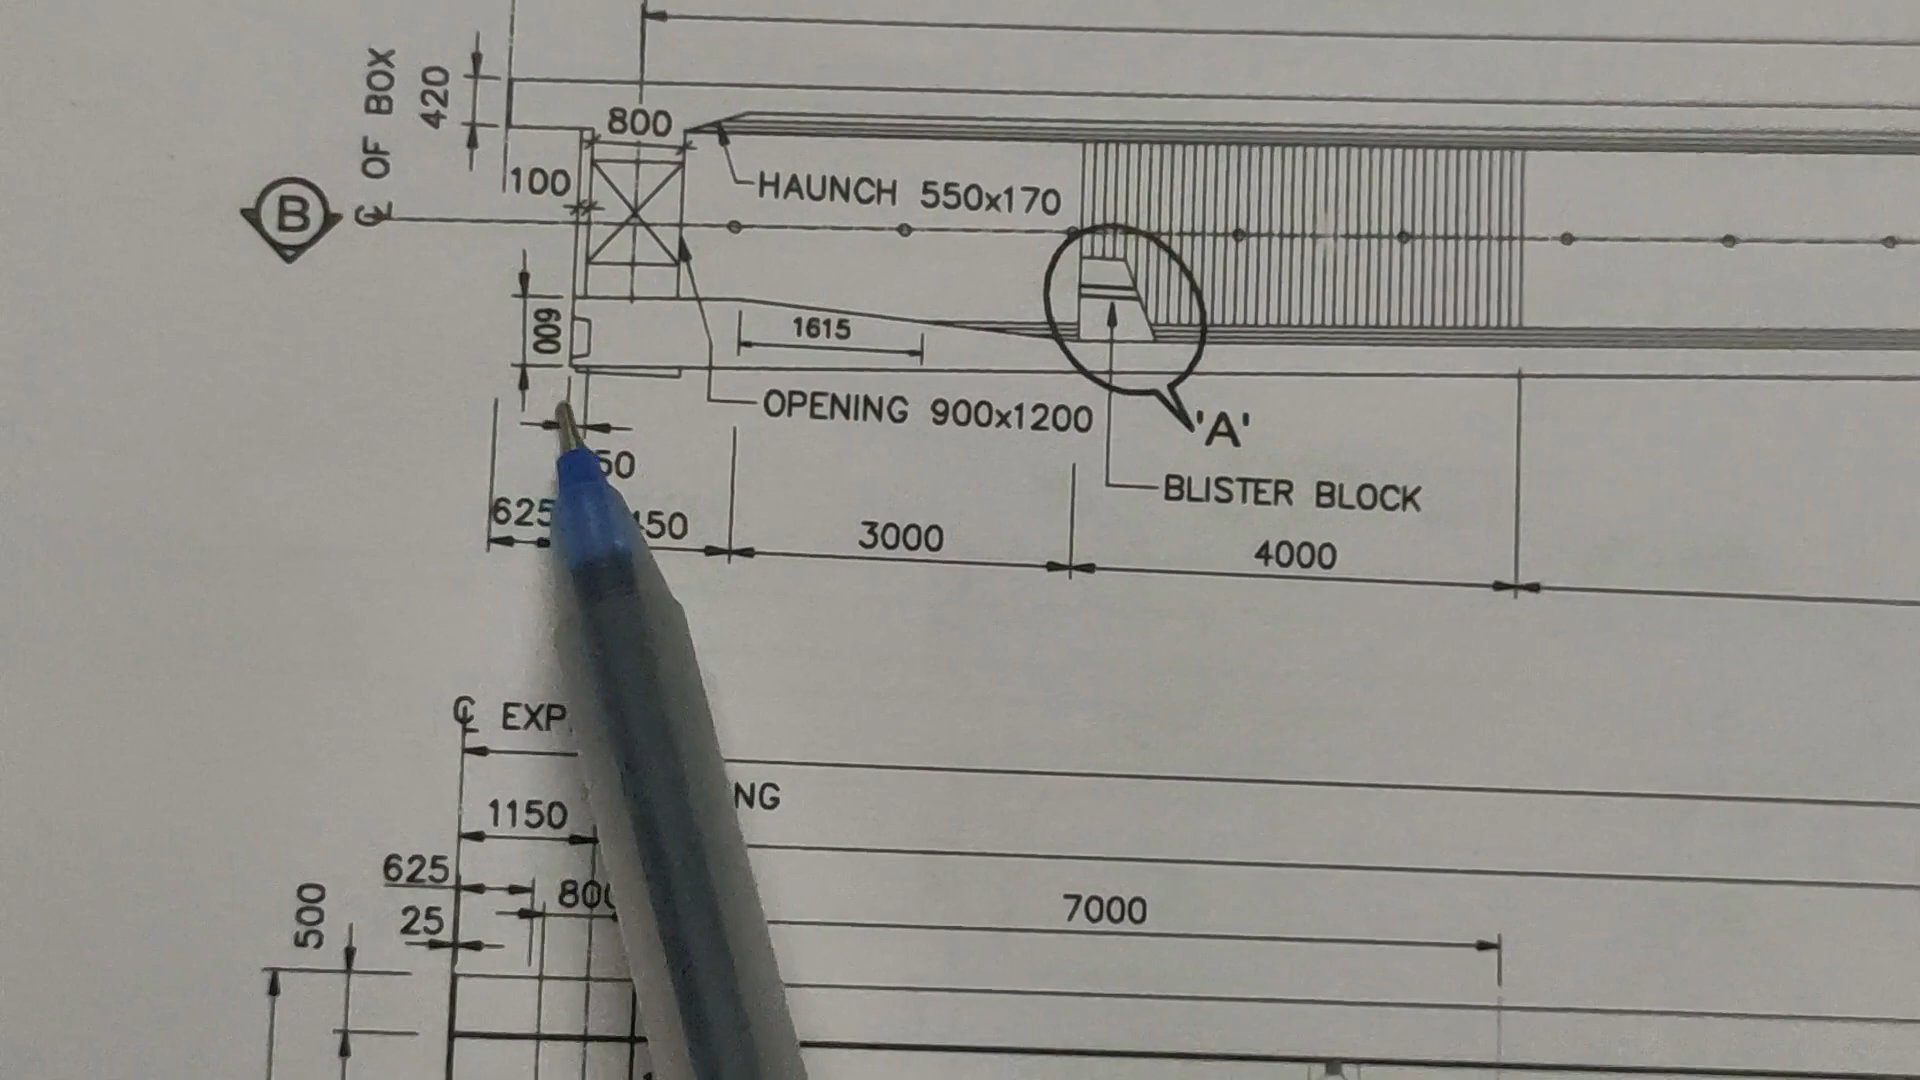 ℄ OF BOX
420
800
100
B
HAUNCH 550x170
600
1615
OPENING 900x1200
'A'
BLISTER BLOCK
625
3000
4000
℄ EXP.
1150
625
25
500
7000